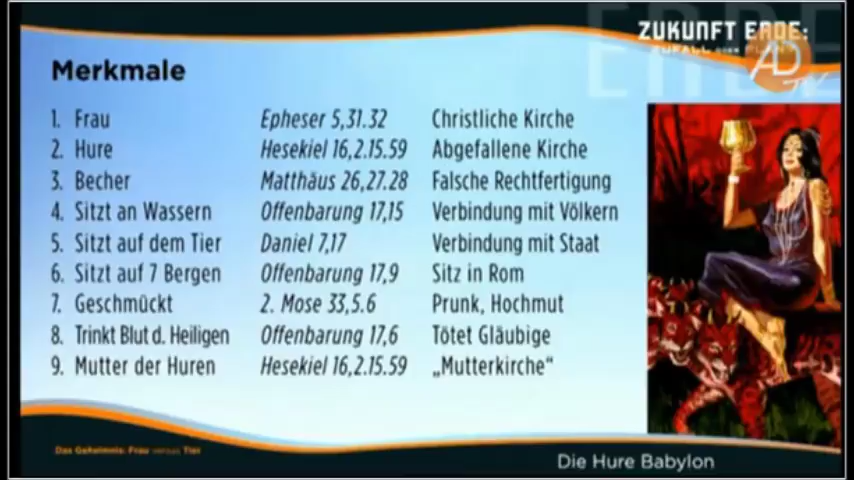 ZUKUNFT ERDE:
ZUFALL ODER PLAN?
AD
TV
Merkmale
1. Frau Epheser 5,31.32 Christliche Kirche
2. Hure Hesekiel 16,2.15.59 Abgefallene Kirche
3. Becher Matthäus 26,27.28 Falsche Rechtfertigung
4. Sitzt an Wassern Offenbarung 17,15 Verbindung mit Völkern
5. Sitzt auf dem Tier Daniel 7,17 Verbindung mit Staat
6. Sitzt auf 7 Bergen Offenbarung 17,9 Sitz in Rom
7. Geschmückt 2. Mose 33,5.6 Prunk, Hochmut
8. Trinkt Blut d. Heiligen Offenbarung 17,6 Tötet Gläubige
9. Mutter der Huren Hesekiel 16,2.15.59 „Mutterkirche“
Das Geheimnis: Frau versus Tier
Die Hure Babylon